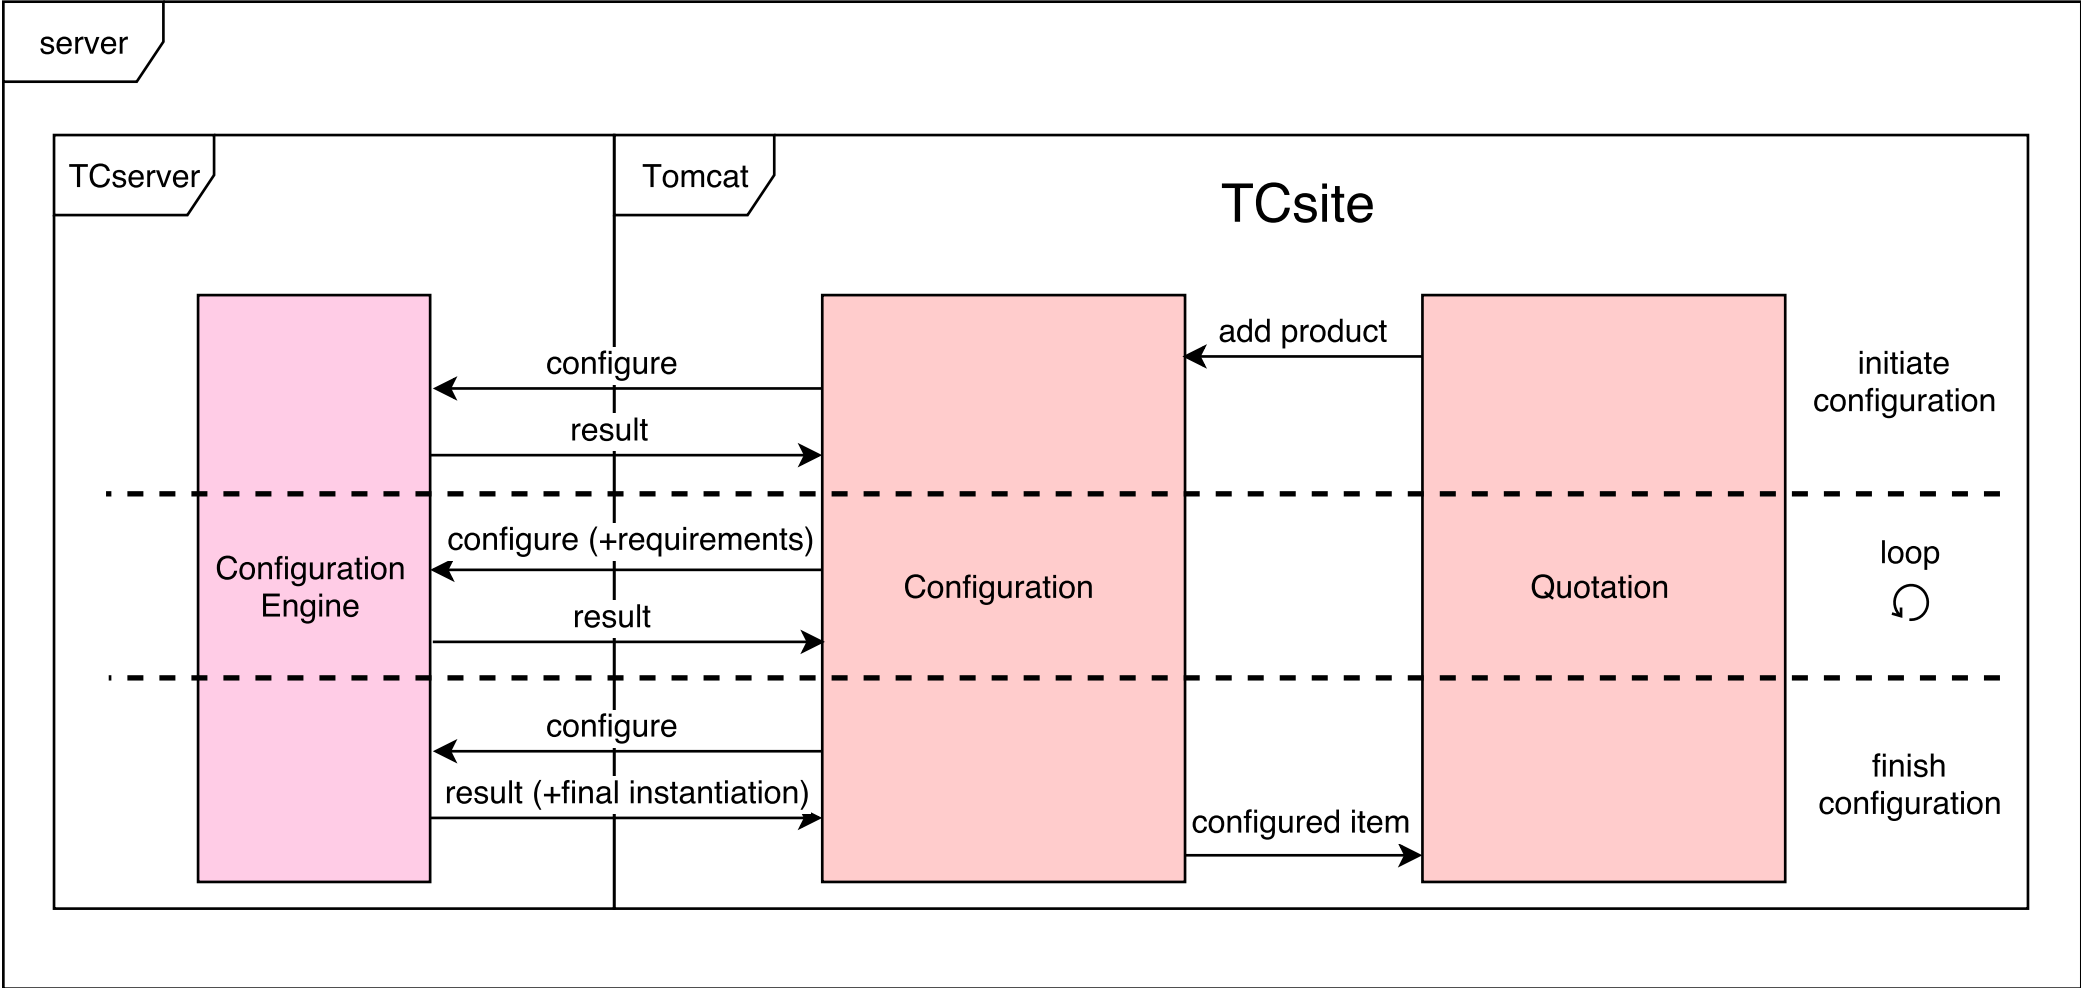 server
TCserver
Tomcat
TCsite
add product
configure
initiate
configuration
result
configure (+requirements)
loop
Configuration
Engine
Configuration
Quotation
result
configure
finish
configuration
result (+final instantiation)
configured item